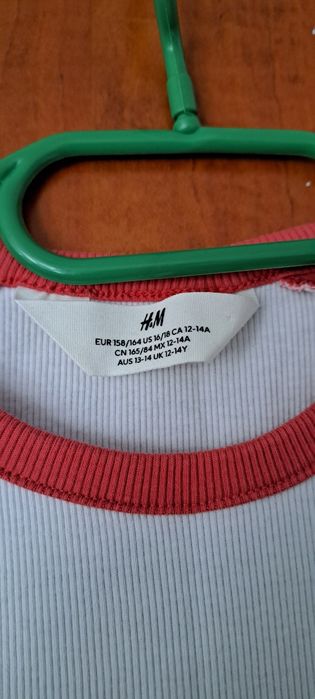 H&M
EUR 158/164 US 16/18 CA 12-14A
CN 165/84 MX 12-14A
AUS 13-14 UK 12-14Y